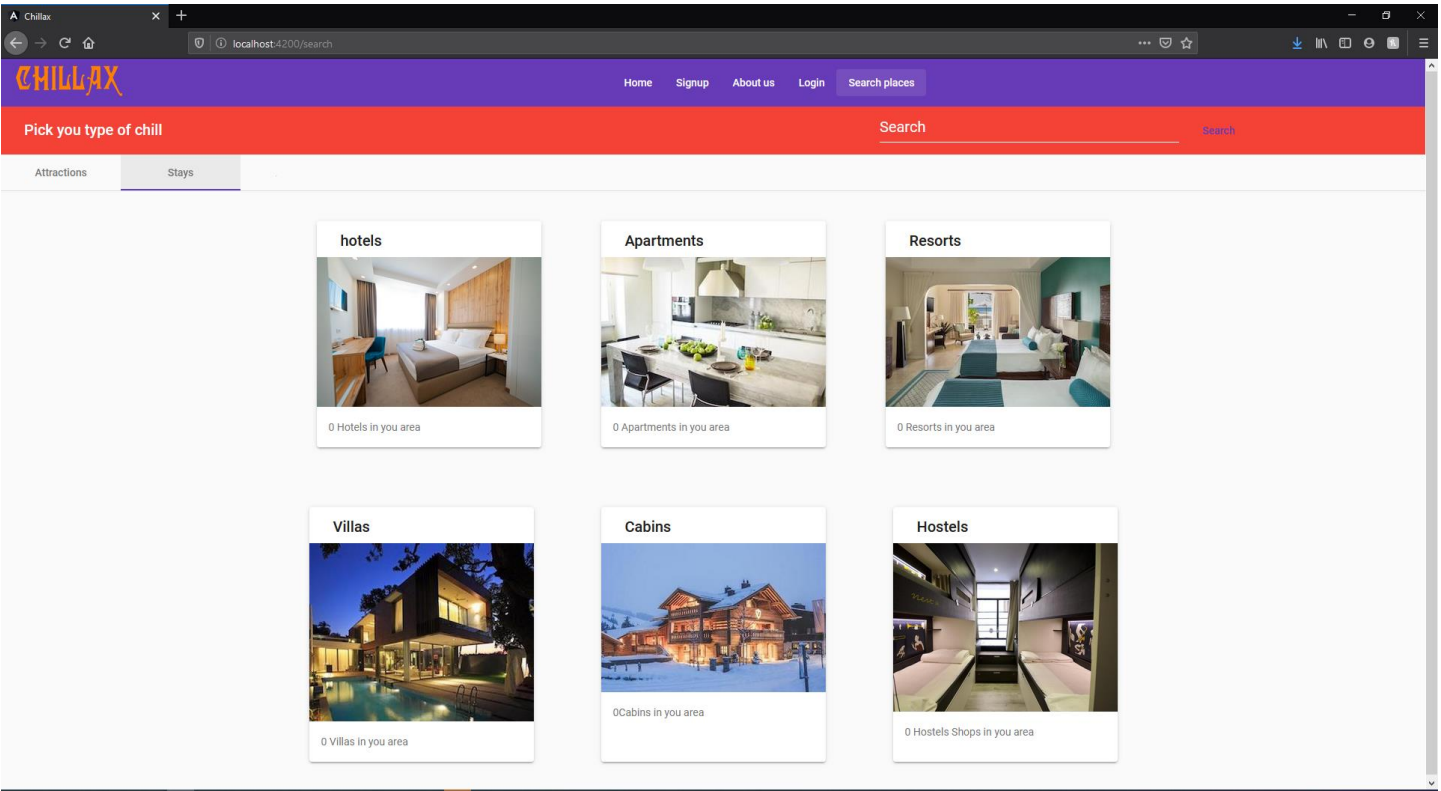 Chillax
localhost:4200/search
CHILLAX
Home Signup About us Login Search places
Pick you type of chill
Search
Search
Attractions Stays
hotels Apartments Resorts
0 Hotels in you area 0 Apartments in you area 0 Resorts in you area
Villas Cabins Hostels
0 Villas in you area 0Cabins in you area 0 Hostels Shops in you area